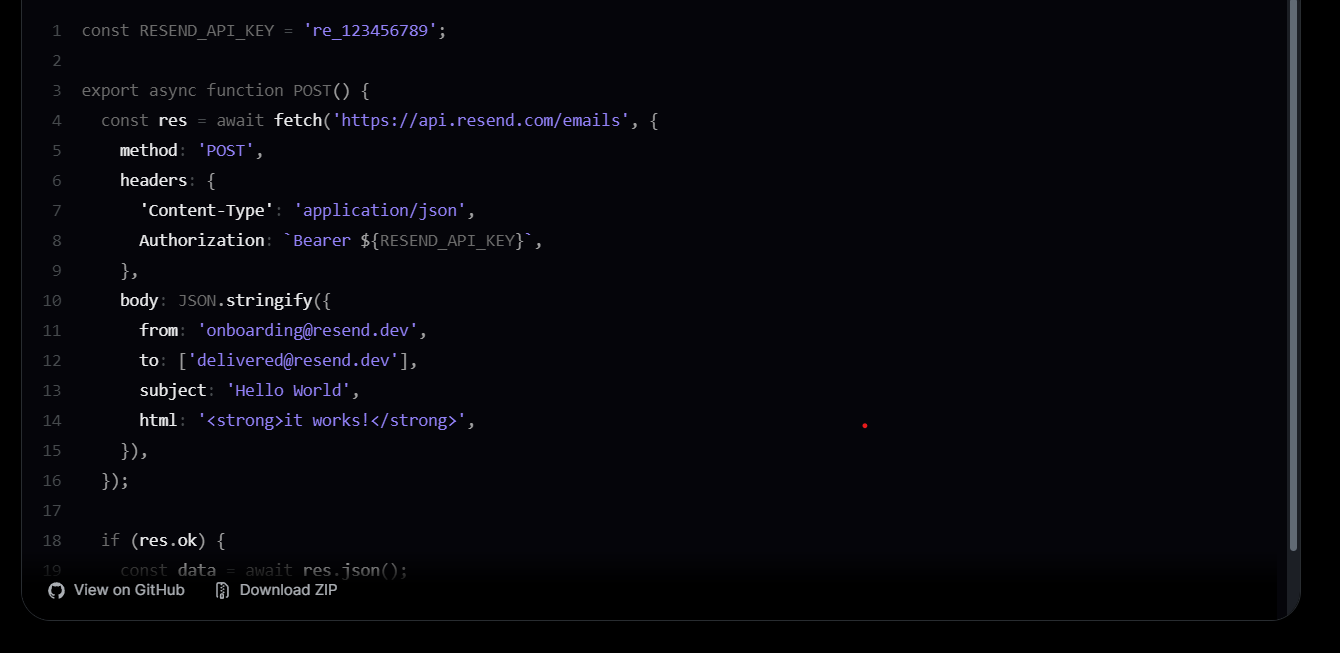 1 const RESEND_API_KEY = 're_123456789';
2
3 export async function POST() {
4   const res = await fetch('https://api.resend.com/emails', {
5     method: 'POST',
6     headers: {
7       'Content-Type': 'application/json',
8       Authorization: `Bearer ${RESEND_API_KEY}`,
9     },
10     body: JSON.stringify({
11       from: 'onboarding@resend.dev',
12       to: ['delivered@resend.dev'],
13       subject: 'Hello World',
14       html: '<strong>it works!</strong>',
15     }),
16   });
17
18   if (res.ok) {
19     const data = await res.json();
View on GitHub Download ZIP